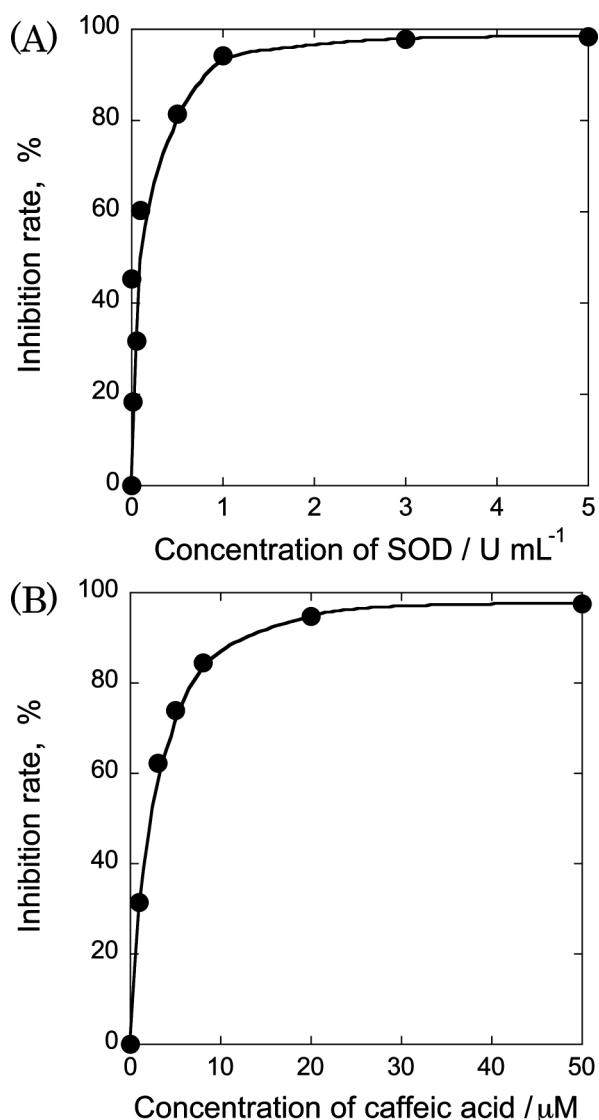 (A)
100
80
60
40
20
0
Inhibition rate, %
0 1 2 3 4 5
Concentration of SOD / U mL⁻¹
(B)
100
80
60
40
20
0
Inhibition rate, %
0 10 20 30 40 50
Concentration of caffeic acid / µM